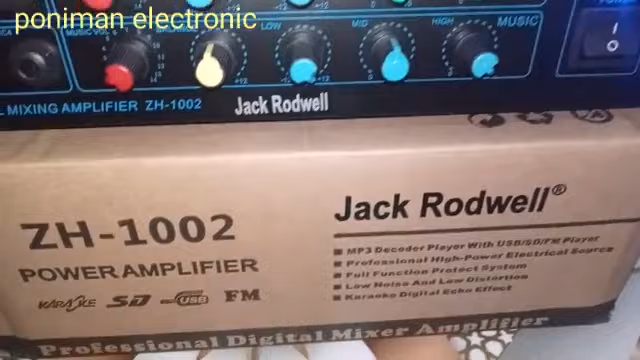 poniman electronic
LOW
MID
HIGH
MUSIC
MIXING AMPLIFIER ZH-1002
Jack Rodwell
Jack Rodwell®
ZH-1002
POWER AMPLIFIER
KARAOKE SD USB FM
MP3 Decoder Player With USB/SD/FM Player
Professional High-Power Electrical Source
Full Function Protect System
Low Noise And Low Distortion
Karaoke Digital Echo Effect
Professional Digital Mixer Amplifier